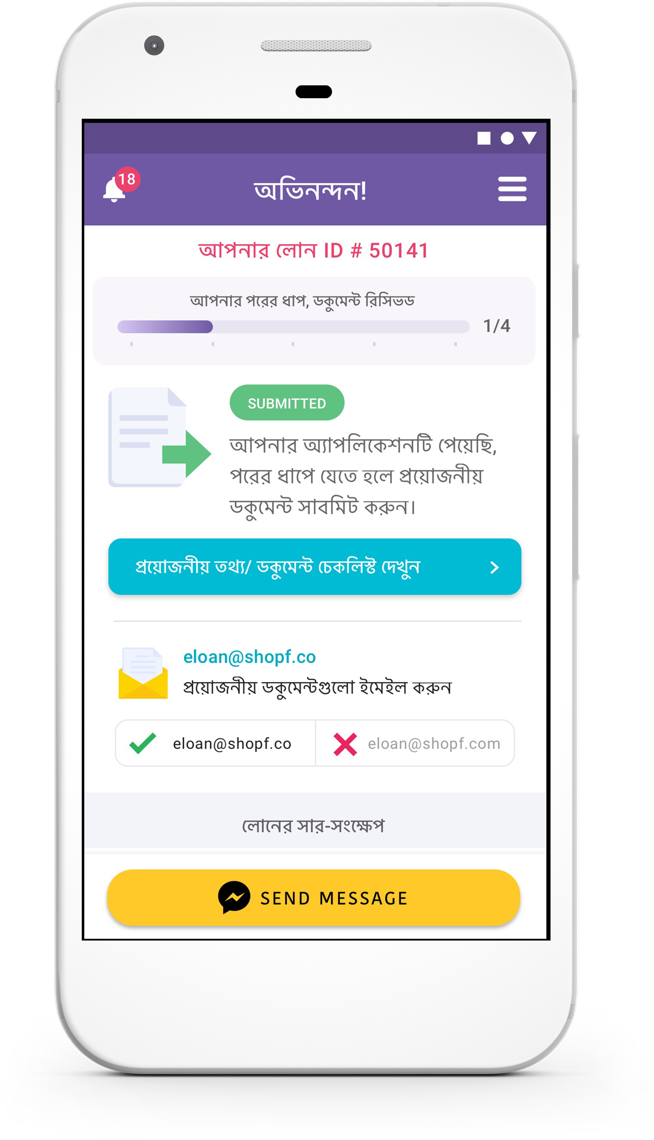 18
অভিনন্দন!
আপনার লোন ID # 50141
আপনার পরের ধাপ, ডকুমেন্ট রিসিভড
1/4
SUBMITTED
আপনার অ্যাপলিকেশনটি পেয়েছি,
পরের ধাপে যেতে হলে প্রয়োজনীয়
ডকুমেন্ট সাবমিট করুন।
প্রয়োজনীয় তথ্য/ ডকুমেন্ট চেকলিস্ট দেখুন
eloan@shopf.co
প্রয়োজনীয় ডকুমেন্টগুলো ইমেইল করুন
eloan@shopf.co
eloan@shopf.com
লোনের সার-সংক্ষেপ
SEND MESSAGE